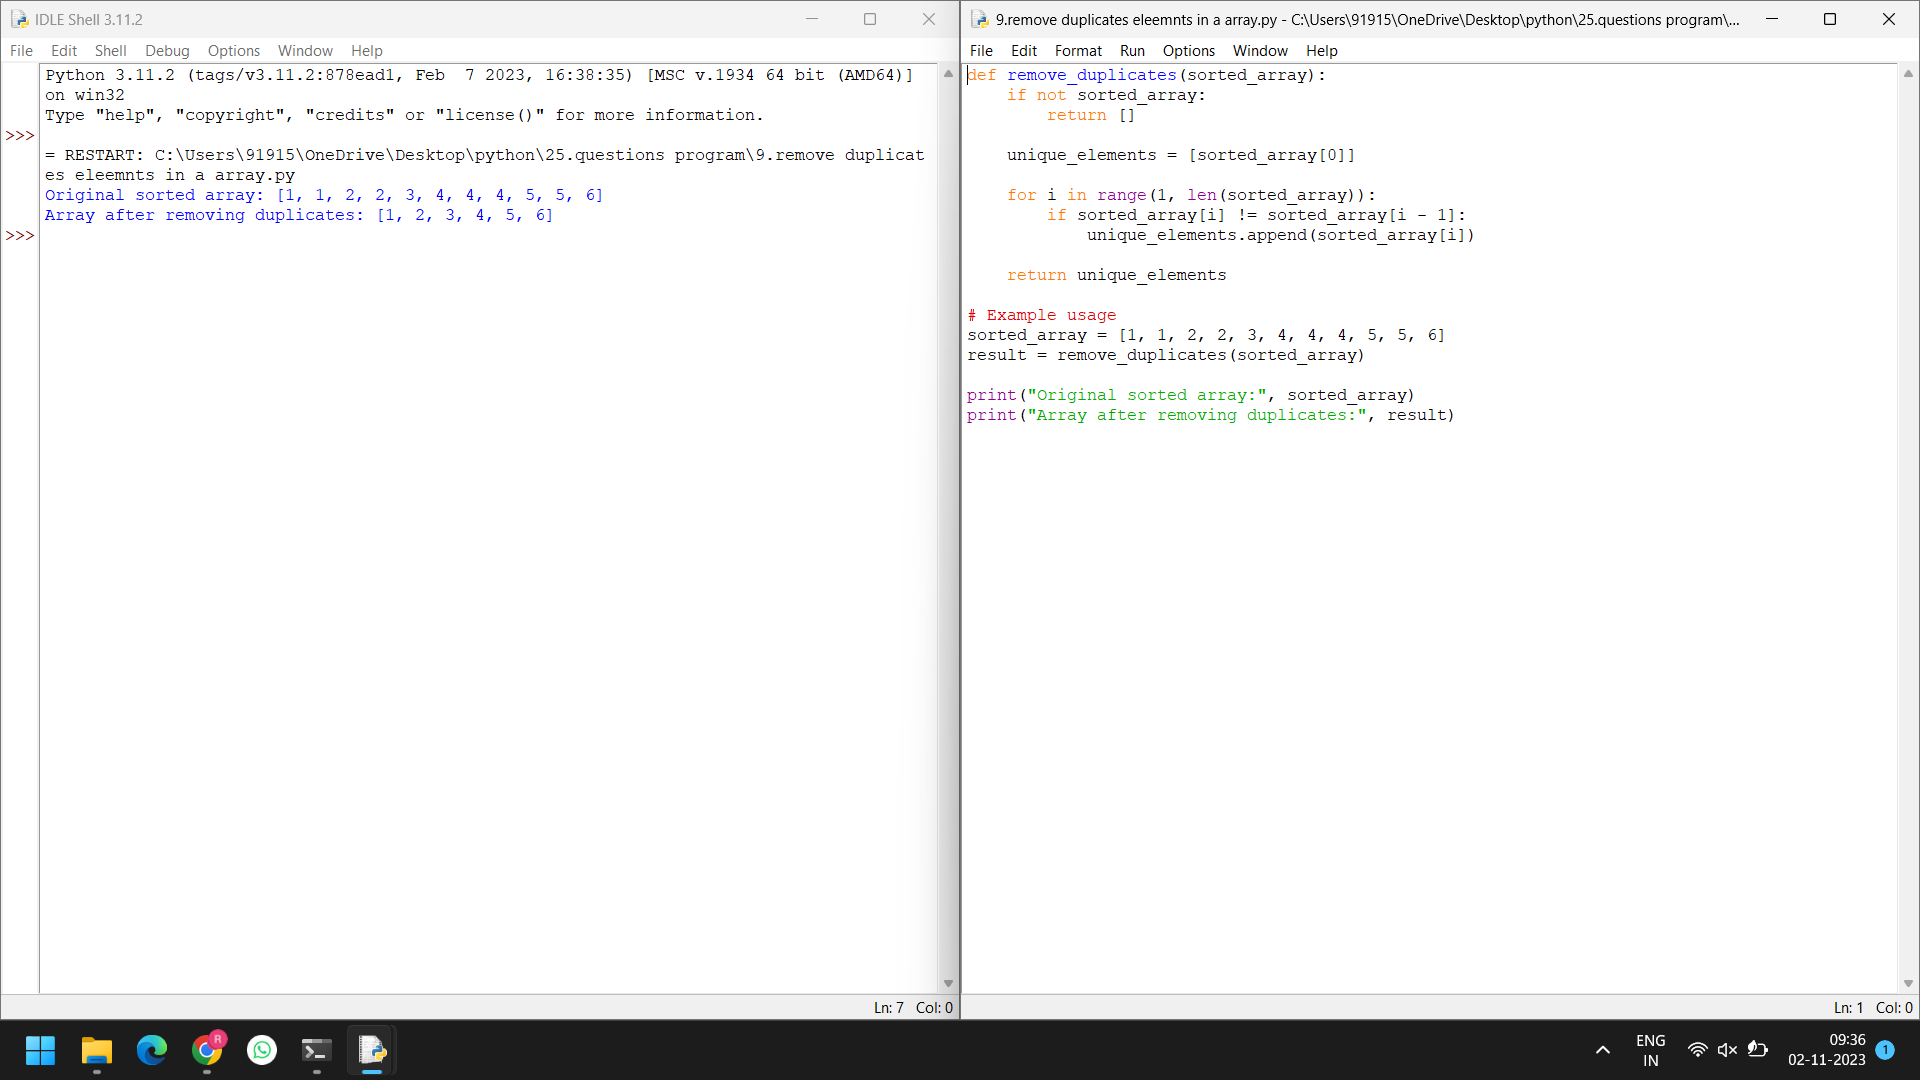 IDLE Shell 3.11.2
File Edit Shell Debug Options Window Help
Python 3.11.2 (tags/v3.11.2:878ead1, Feb  7 2023, 16:38:35) [MSC v.1934 64 bit (AMD64)]
on win32
Type "help", "copyright", "credits" or "license()" for more information.
>>>
= RESTART: C:\Users\91915\OneDrive\Desktop\python\25.questions program\9.remove duplicat
es eleemnts in a array.py
Original sorted array: [1, 1, 2, 2, 3, 4, 4, 4, 5, 5, 6]
Array after removing duplicates: [1, 2, 3, 4, 5, 6]
>>>
Ln: 7 Col: 0
9.remove duplicates eleemnts in a array.py - C:\Users\91915\OneDrive\Desktop\python\25.questions program\...
File Edit Format Run Options Window Help
def remove_duplicates(sorted_array):
    if not sorted_array:
        return []
    unique_elements = [sorted_array[0]]
    for i in range(1, len(sorted_array)):
        if sorted_array[i] != sorted_array[i - 1]:
            unique_elements.append(sorted_array[i])
    return unique_elements
# Example usage
sorted_array = [1, 1, 2, 2, 3, 4, 4, 4, 5, 5, 6]
result = remove_duplicates(sorted_array)
print("Original sorted array:", sorted_array)
print("Array after removing duplicates:", result)
Ln: 1 Col: 0
R
ENG
IN
09:36
02-11-2023
1